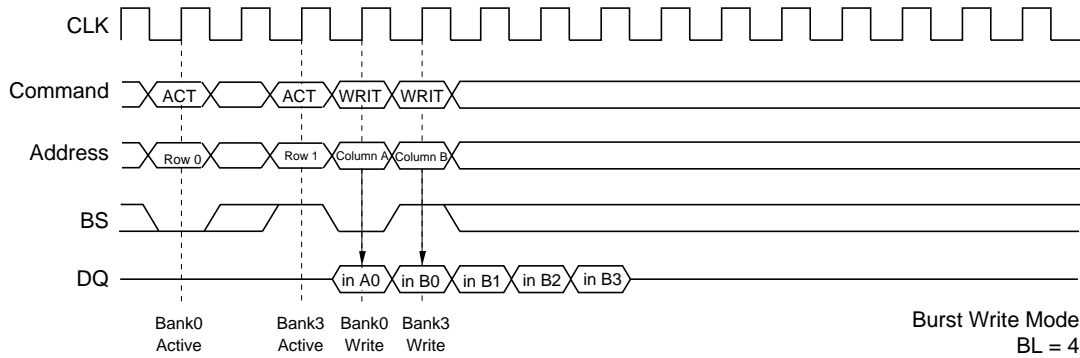 CLK
Command ACT ACT WRIT WRIT
Address Row 0 Row 1 Column A Column B
BS
DQ in A0 in B0 in B1 in B2 in B3
Bank0 Bank3 Bank0 Bank3
Active Active Write Write
Burst Write Mode
BL = 4